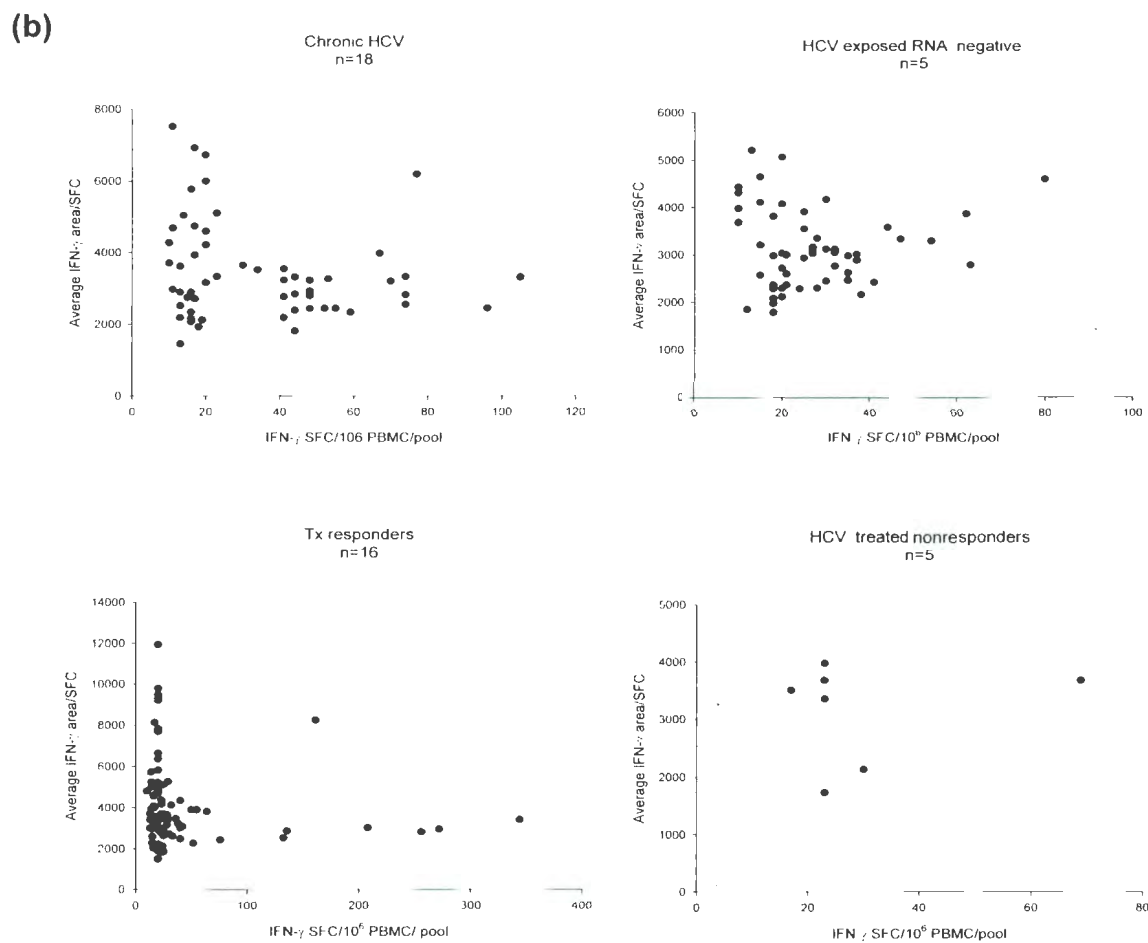 (b)
Chronic HCV
n=18
8000
6000
4000
2000
0
Average IFN-γ area/SFC
0 20 40 60 80 100 120
IFN-γ SFC/106 PBMC/pool
HCV exposed RNA negative
n=5
6000
5000
4000
3000
2000
1000
0
Average IFN-γ area/SFC
0 20 40 60 80 100
IFN γ SFC/10⁶ PBMC/pool
Tx responders
n=16
14000
12000
10000
8000
6000
4000
2000
0
Average IFN-γ area/SFC
0 100 200 300 400
IFN-γ SFC/10⁶ PBMC/ pool
HCV treated nonresponders
n=5
5000
4000
3000
2000
1000
0
Average IFN-γ area/SFC
0 20 40 60 80
IFN γ SFC/10⁶ PBMC/pool